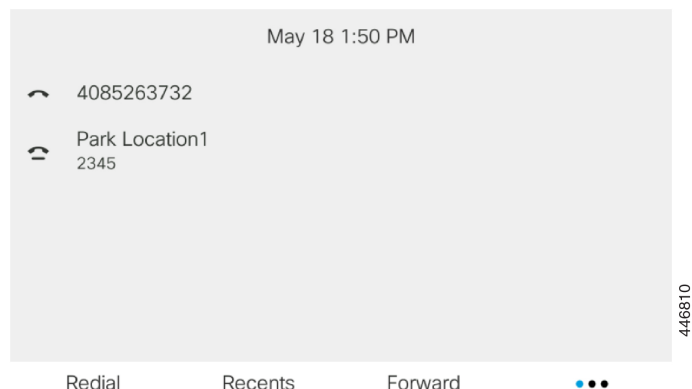 May 18 1:50 PM
4085263732
Park Location1
2345
Redial Recents Forward
446810